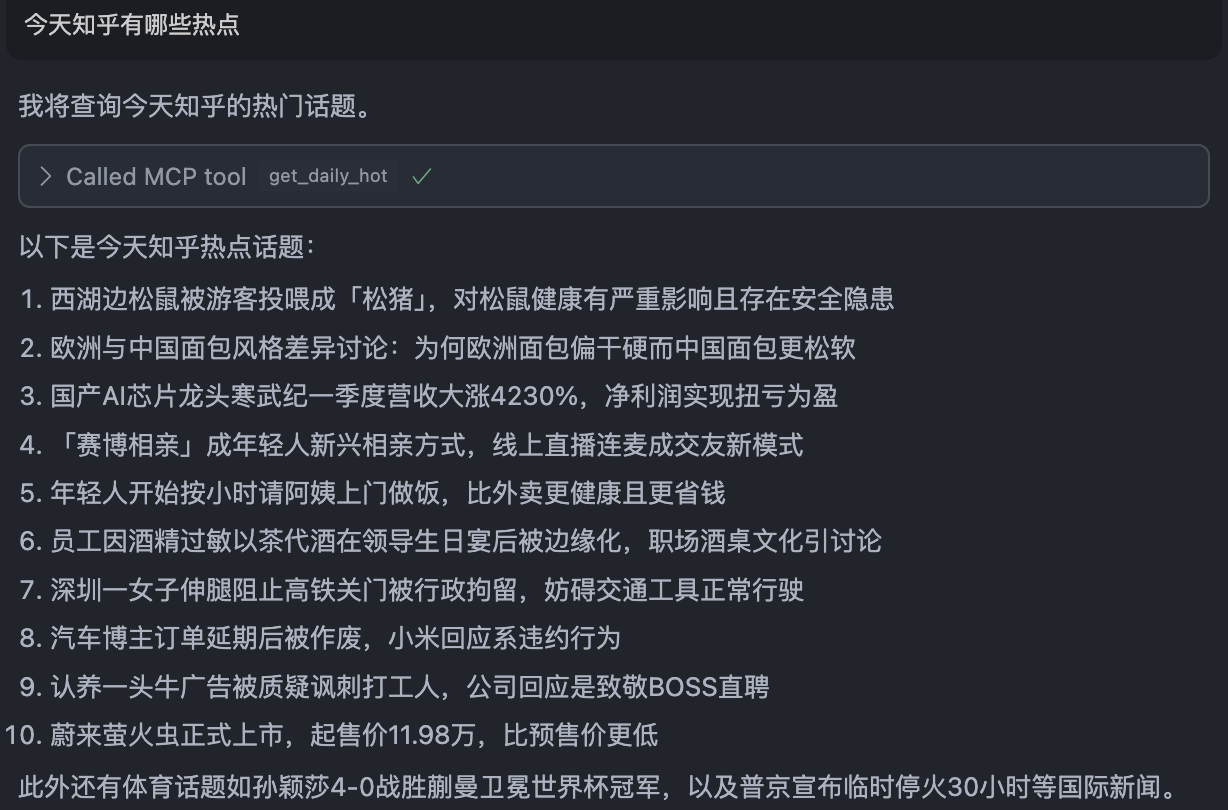 今天知乎有哪些热点
我将查询今天知乎的热门话题。
Called MCP tool get_daily_hot
以下是今天知乎热点话题：
1. 西湖边松鼠被游客投喂成「松猪」，对松鼠健康有严重影响且存在安全隐患
2. 欧洲与中国面包风格差异讨论：为何欧洲面包偏干硬而中国面包更松软
3. 国产AI芯片龙头寒武纪一季度营收大涨4230%，净利润实现扭亏为盈
4. 「赛博相亲」成年轻人新兴相亲方式，线上直播连麦成交友新模式
5. 年轻人开始按小时请阿姨上门做饭，比外卖更健康且更省钱
6. 员工因酒精过敏以茶代酒在领导生日宴后被边缘化，职场酒桌文化引讨论
7. 深圳一女子伸腿阻止高铁关门被行政拘留，妨碍交通工具正常行驶
8. 汽车博主订单延期后被作废，小米回应系违约行为
9. 认养一头牛广告被质疑讽刺打工人，公司回应是致敬BOSS直聘
10. 蔚来萤火虫正式上市，起售价11.98万，比预售价更低
此外还有体育话题如孙颖莎4-0战胜蒯曼卫冕世界杯冠军，以及普京宣布临时停火30小时等国际新闻。